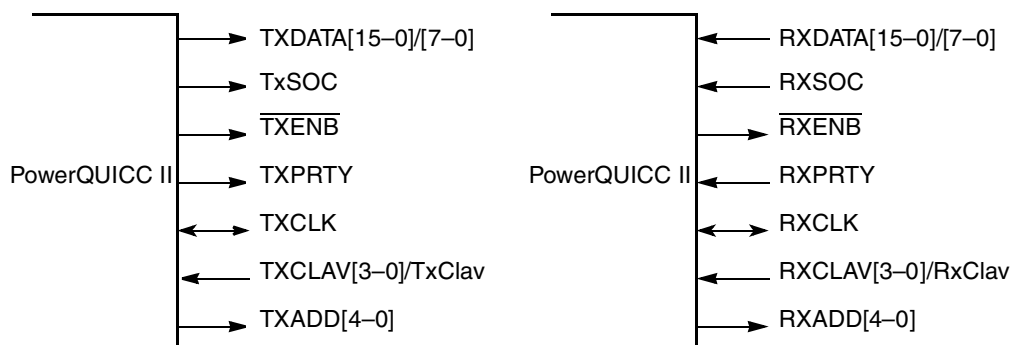 TXDATA[15–0]/[7–0]
TxSOC
TXENB
PowerQUICC II
TXPRTY
TXCLK
TXCLAV[3–0]/TxClav
TXADD[4–0]
RXDATA[15–0]/[7–0]
RXSOC
RXENB
PowerQUICC II
RXPRTY
RXCLK
RXCLAV[3–0]/RxClav
RXADD[4–0]